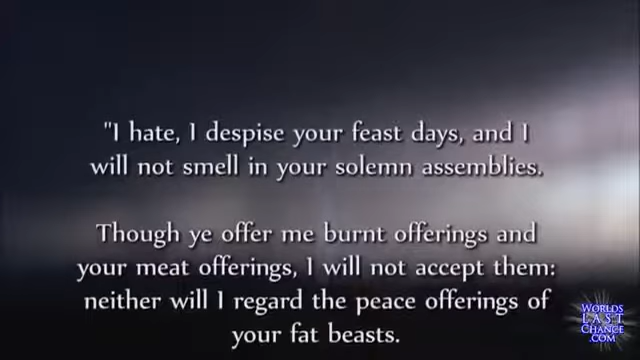 "I hate, I despise your feast days, and I
will not smell in your solemn assemblies.
Though ye offer me burnt offerings and
your meat offerings, I will not accept them:
neither will I regard the peace offerings of
your fat beasts.
WORLDS
LAST
CHANCE
.COM